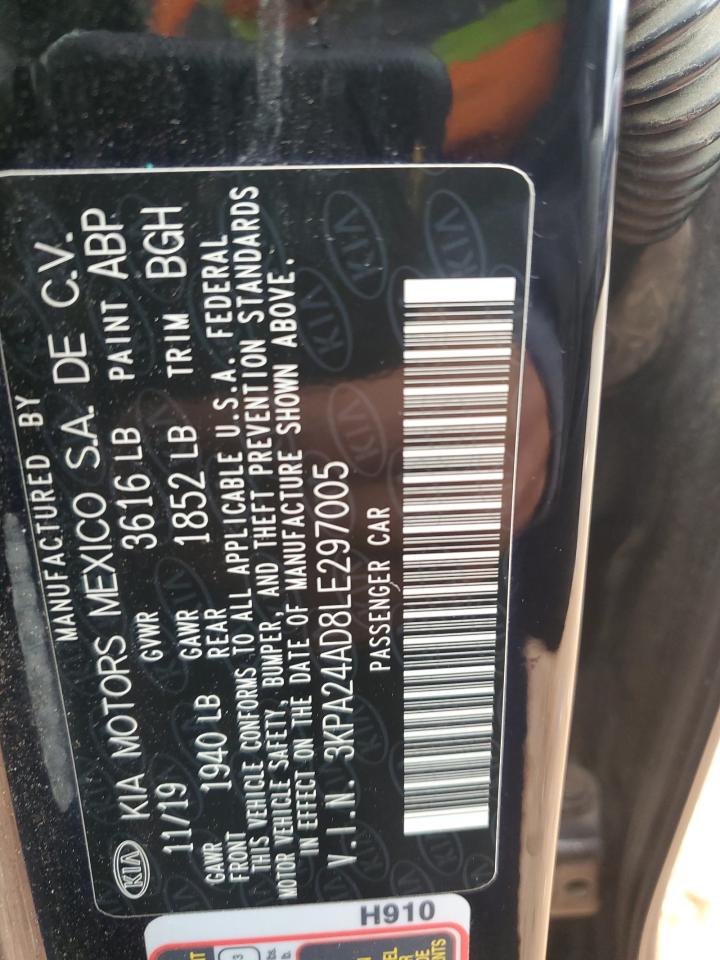 MANUFACTURED BY
KIA KIA MOTORS MEXICO S.A. DE C.V.
11/19 GVWR 3616 LB PAINT ABP
GAWR FRONT 1940 LB GAWR REAR 1852 LB TRIM BGH
THIS VEHICLE CONFORMS TO ALL APPLICABLE U.S.A. FEDERAL
MOTOR VEHICLE SAFETY, BUMPER, AND THEFT PREVENTION STANDARDS
IN EFFECT ON THE DATE OF MANUFACTURE SHOWN ABOVE.
V.I.N. 3KPA24AD8LE297005
PASSENGER CAR
H910